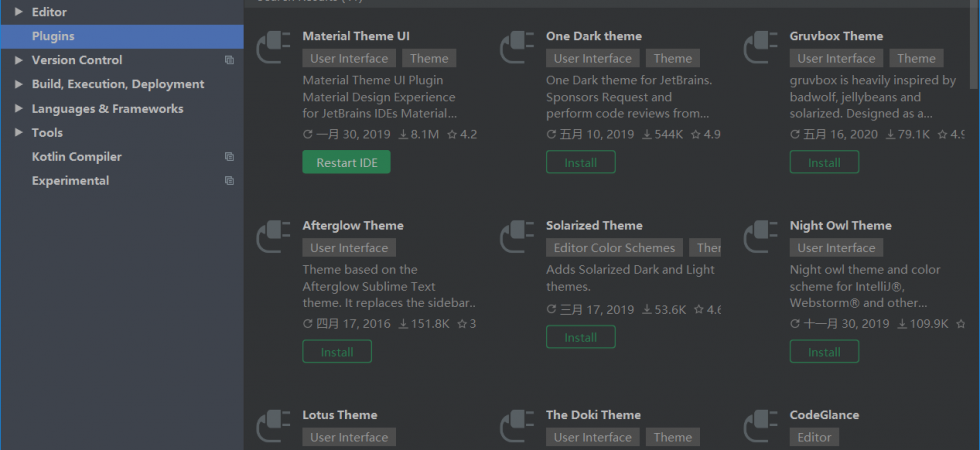 Editor
Plugins
Version Control
Build, Execution, Deployment
Languages & Frameworks
Tools
Kotlin Compiler
Experimental
Material Theme UI
User Interface Theme
Material Theme UI Plugin
Material Design Experience
for JetBrains IDEs Material...
一月 30, 2019 8.1M 4.2
Restart IDE
One Dark theme
User Interface Theme
One Dark theme for JetBrains.
Sponsors Request and
perform code reviews from...
五月 10, 2019 544K 4.9
Install
Gruvbox Theme
User Interface Theme
gruvbox is heavily inspired by
badwolf, jellybeans and
solarized. Designed as a...
五月 16, 2020 79.1K 4.9
Install
Afterglow Theme
User Interface
Theme based on the
Afterglow Sublime Text
theme. It replaces the sidebar...
四月 17, 2016 151.8K 3
Install
Solarized Theme
Editor Color Schemes
Adds Solarized Dark and Light
themes.
三月 17, 2019 53.6K 4.6
Install
Night Owl Theme
User Interface
Night owl theme and color
scheme for IntelliJ®,
Webstorm® and other...
十一月 30, 2019 109.9K
Install
Lotus Theme
User Interface
The Doki Theme
User Interface Theme
CodeGlance
Editor